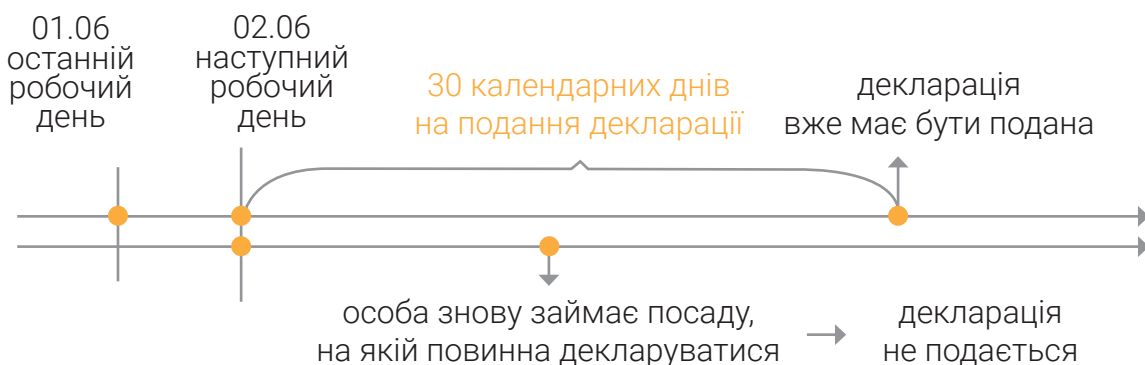 01.06
останній
робочий
день
02.06
наступний
робочий
день
30 календарних днів
на подання декларації
декларація
вже має бути подана
особа знову займає посаду,
на якій повинна декларуватися
декларація
не подається